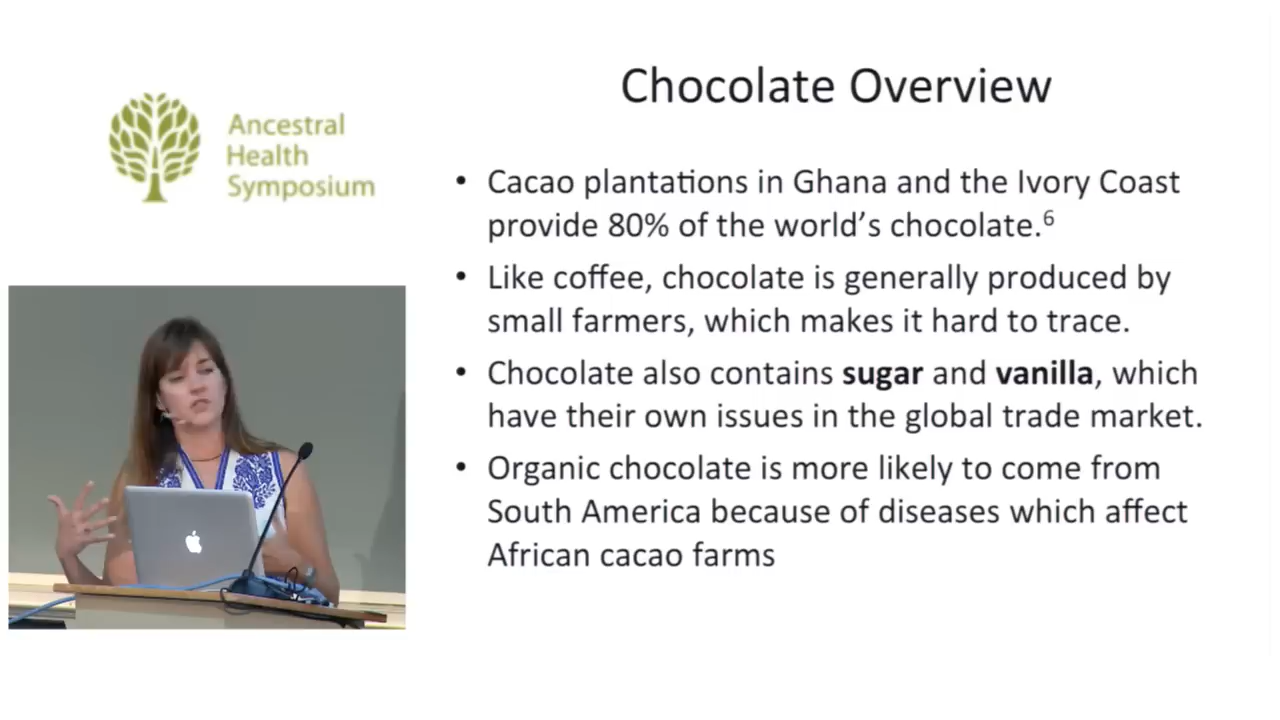 Chocolate Overview
Ancestral
Health
Symposium
• Cacao plantations in Ghana and the Ivory Coast
provide 80% of the world's chocolate.⁶
• Like coffee, chocolate is generally produced by
small farmers, which makes it hard to trace.
• Chocolate also contains sugar and vanilla, which
have their own issues in the global trade market.
• Organic chocolate is more likely to come from
South America because of diseases which affect
African cacao farms